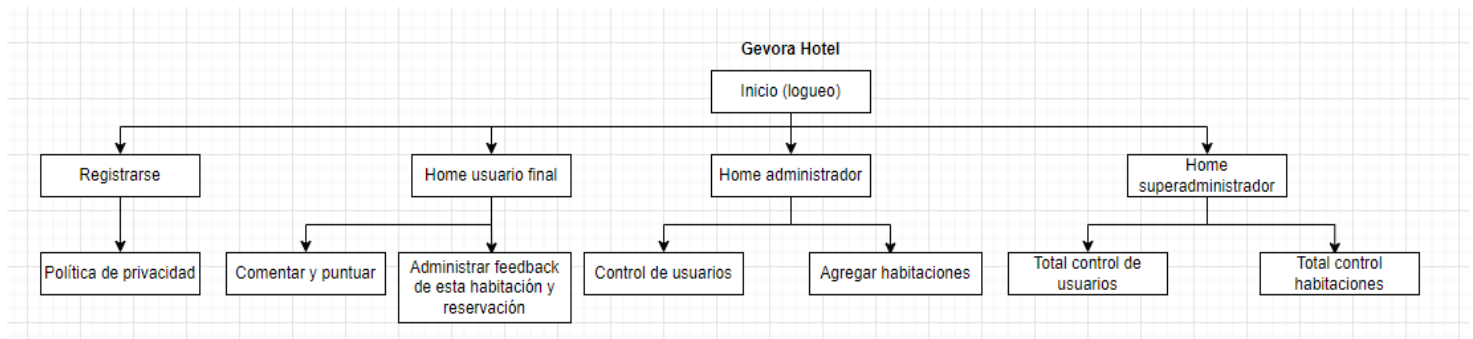 Gevora Hotel
Inicio (logueo)
Registrarse
Home usuario final
Home administrador
Home
superadministrador
Política de privacidad
Comentar y puntuar
Administrar feedback
de esta habitación y
reservación
Control de usuarios
Agregar habitaciones
Total control de
usuarios
Total control
habitaciones